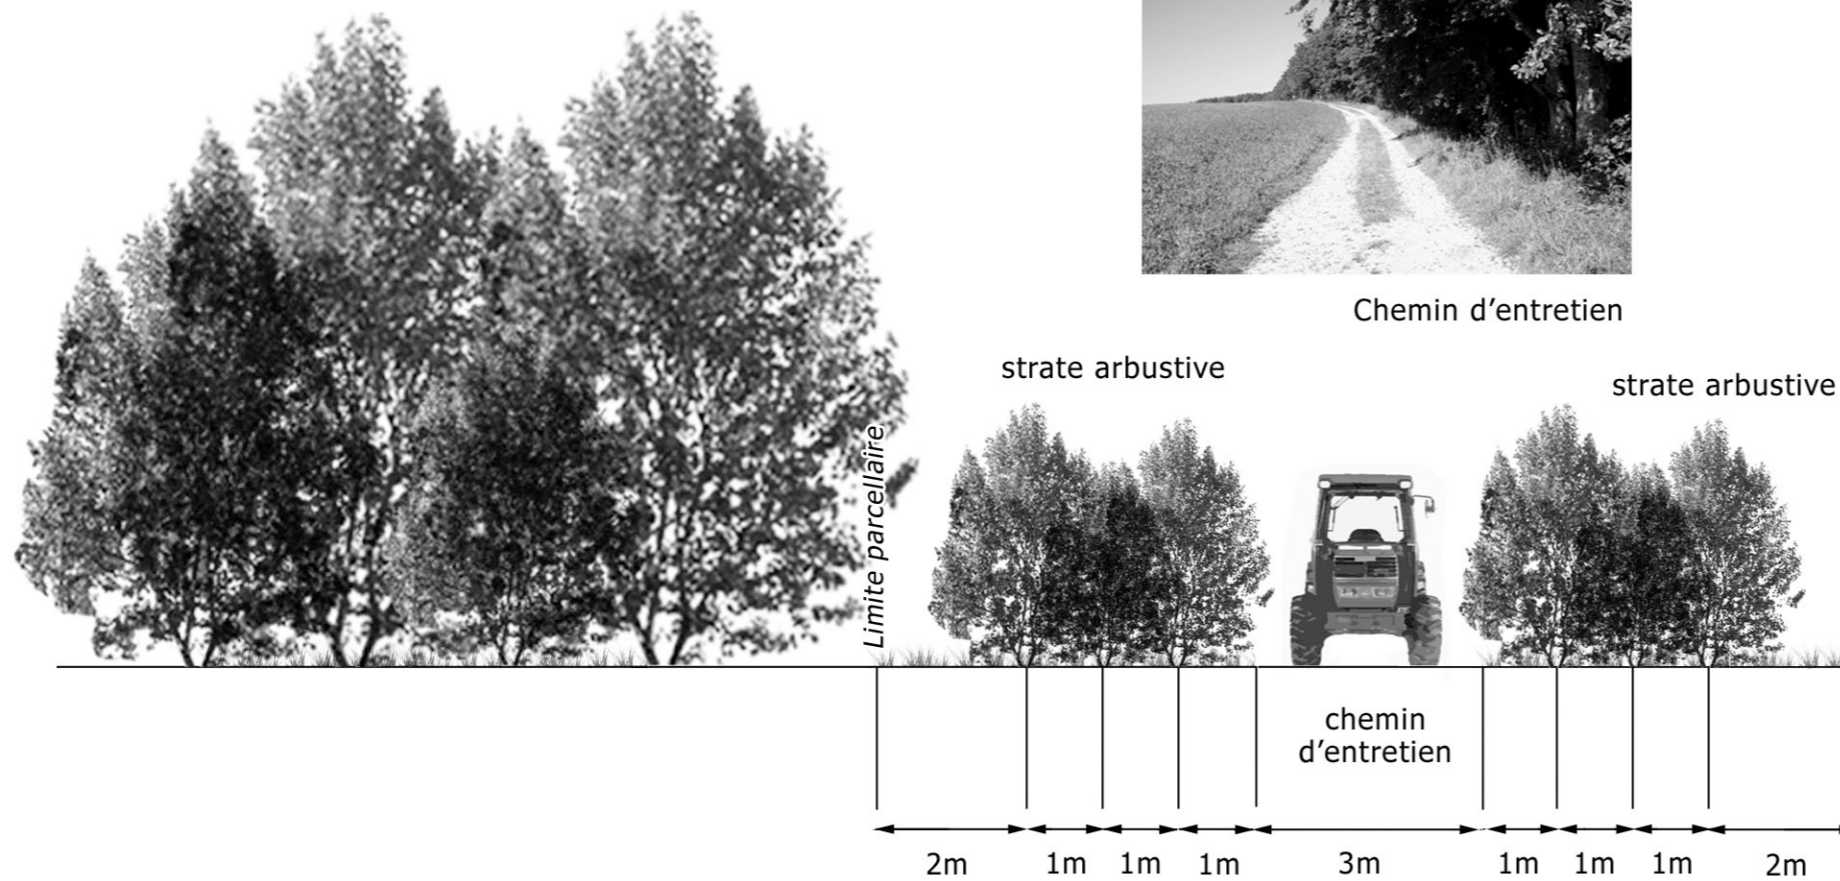 Chemin d'entretien
strate arbustive
strate arbustive
Limite parcellaire
chemin
d'entretien
2m 1m 1m 1m 3m 1m 1m 1m 2m